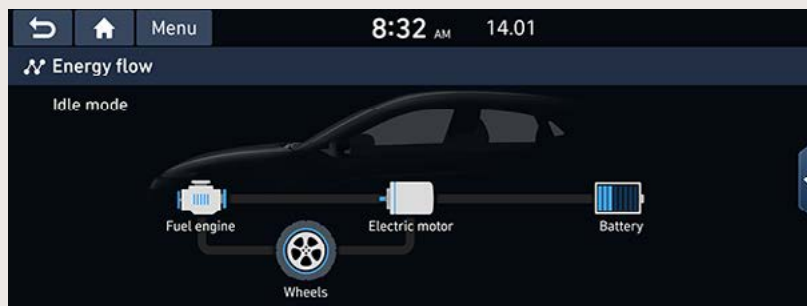 Menu 8:32 AM 14.01
Energy flow
Idle mode
Fuel engine Electric motor Battery
Wheels